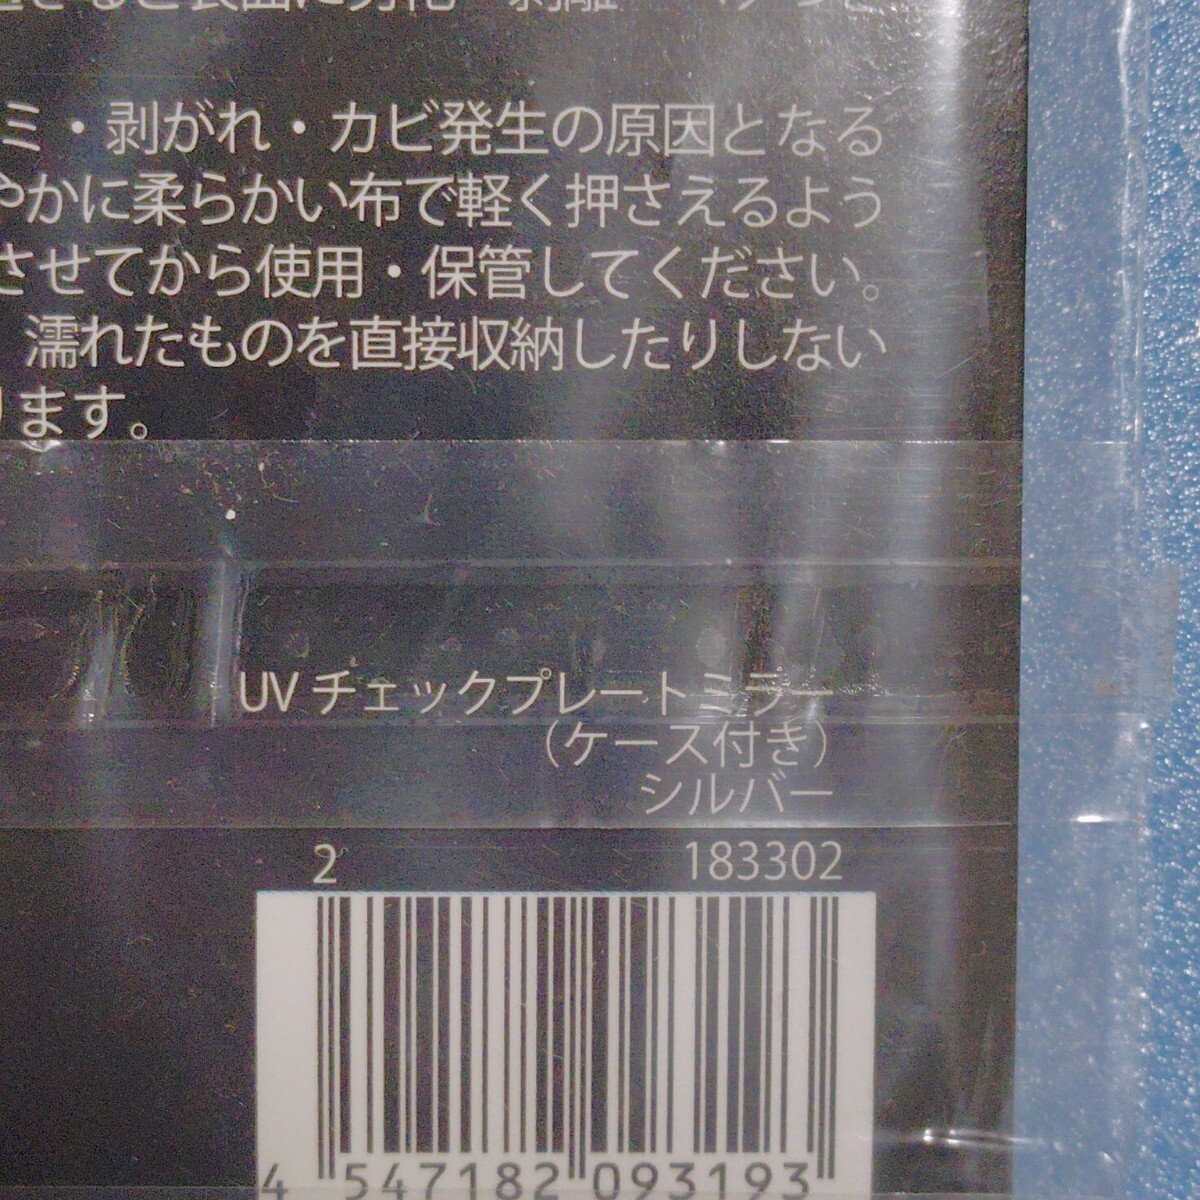 ミ・剥がれ・カビ発生の原因となる
やかに柔らかい布で軽く押さえるよう
させてから使用・保管してください。
濡れたものを直接収納したりしない
ります。
UVチェックプレートミラー
（ケース付き）
シルバー
2 183302
4 547182 093193